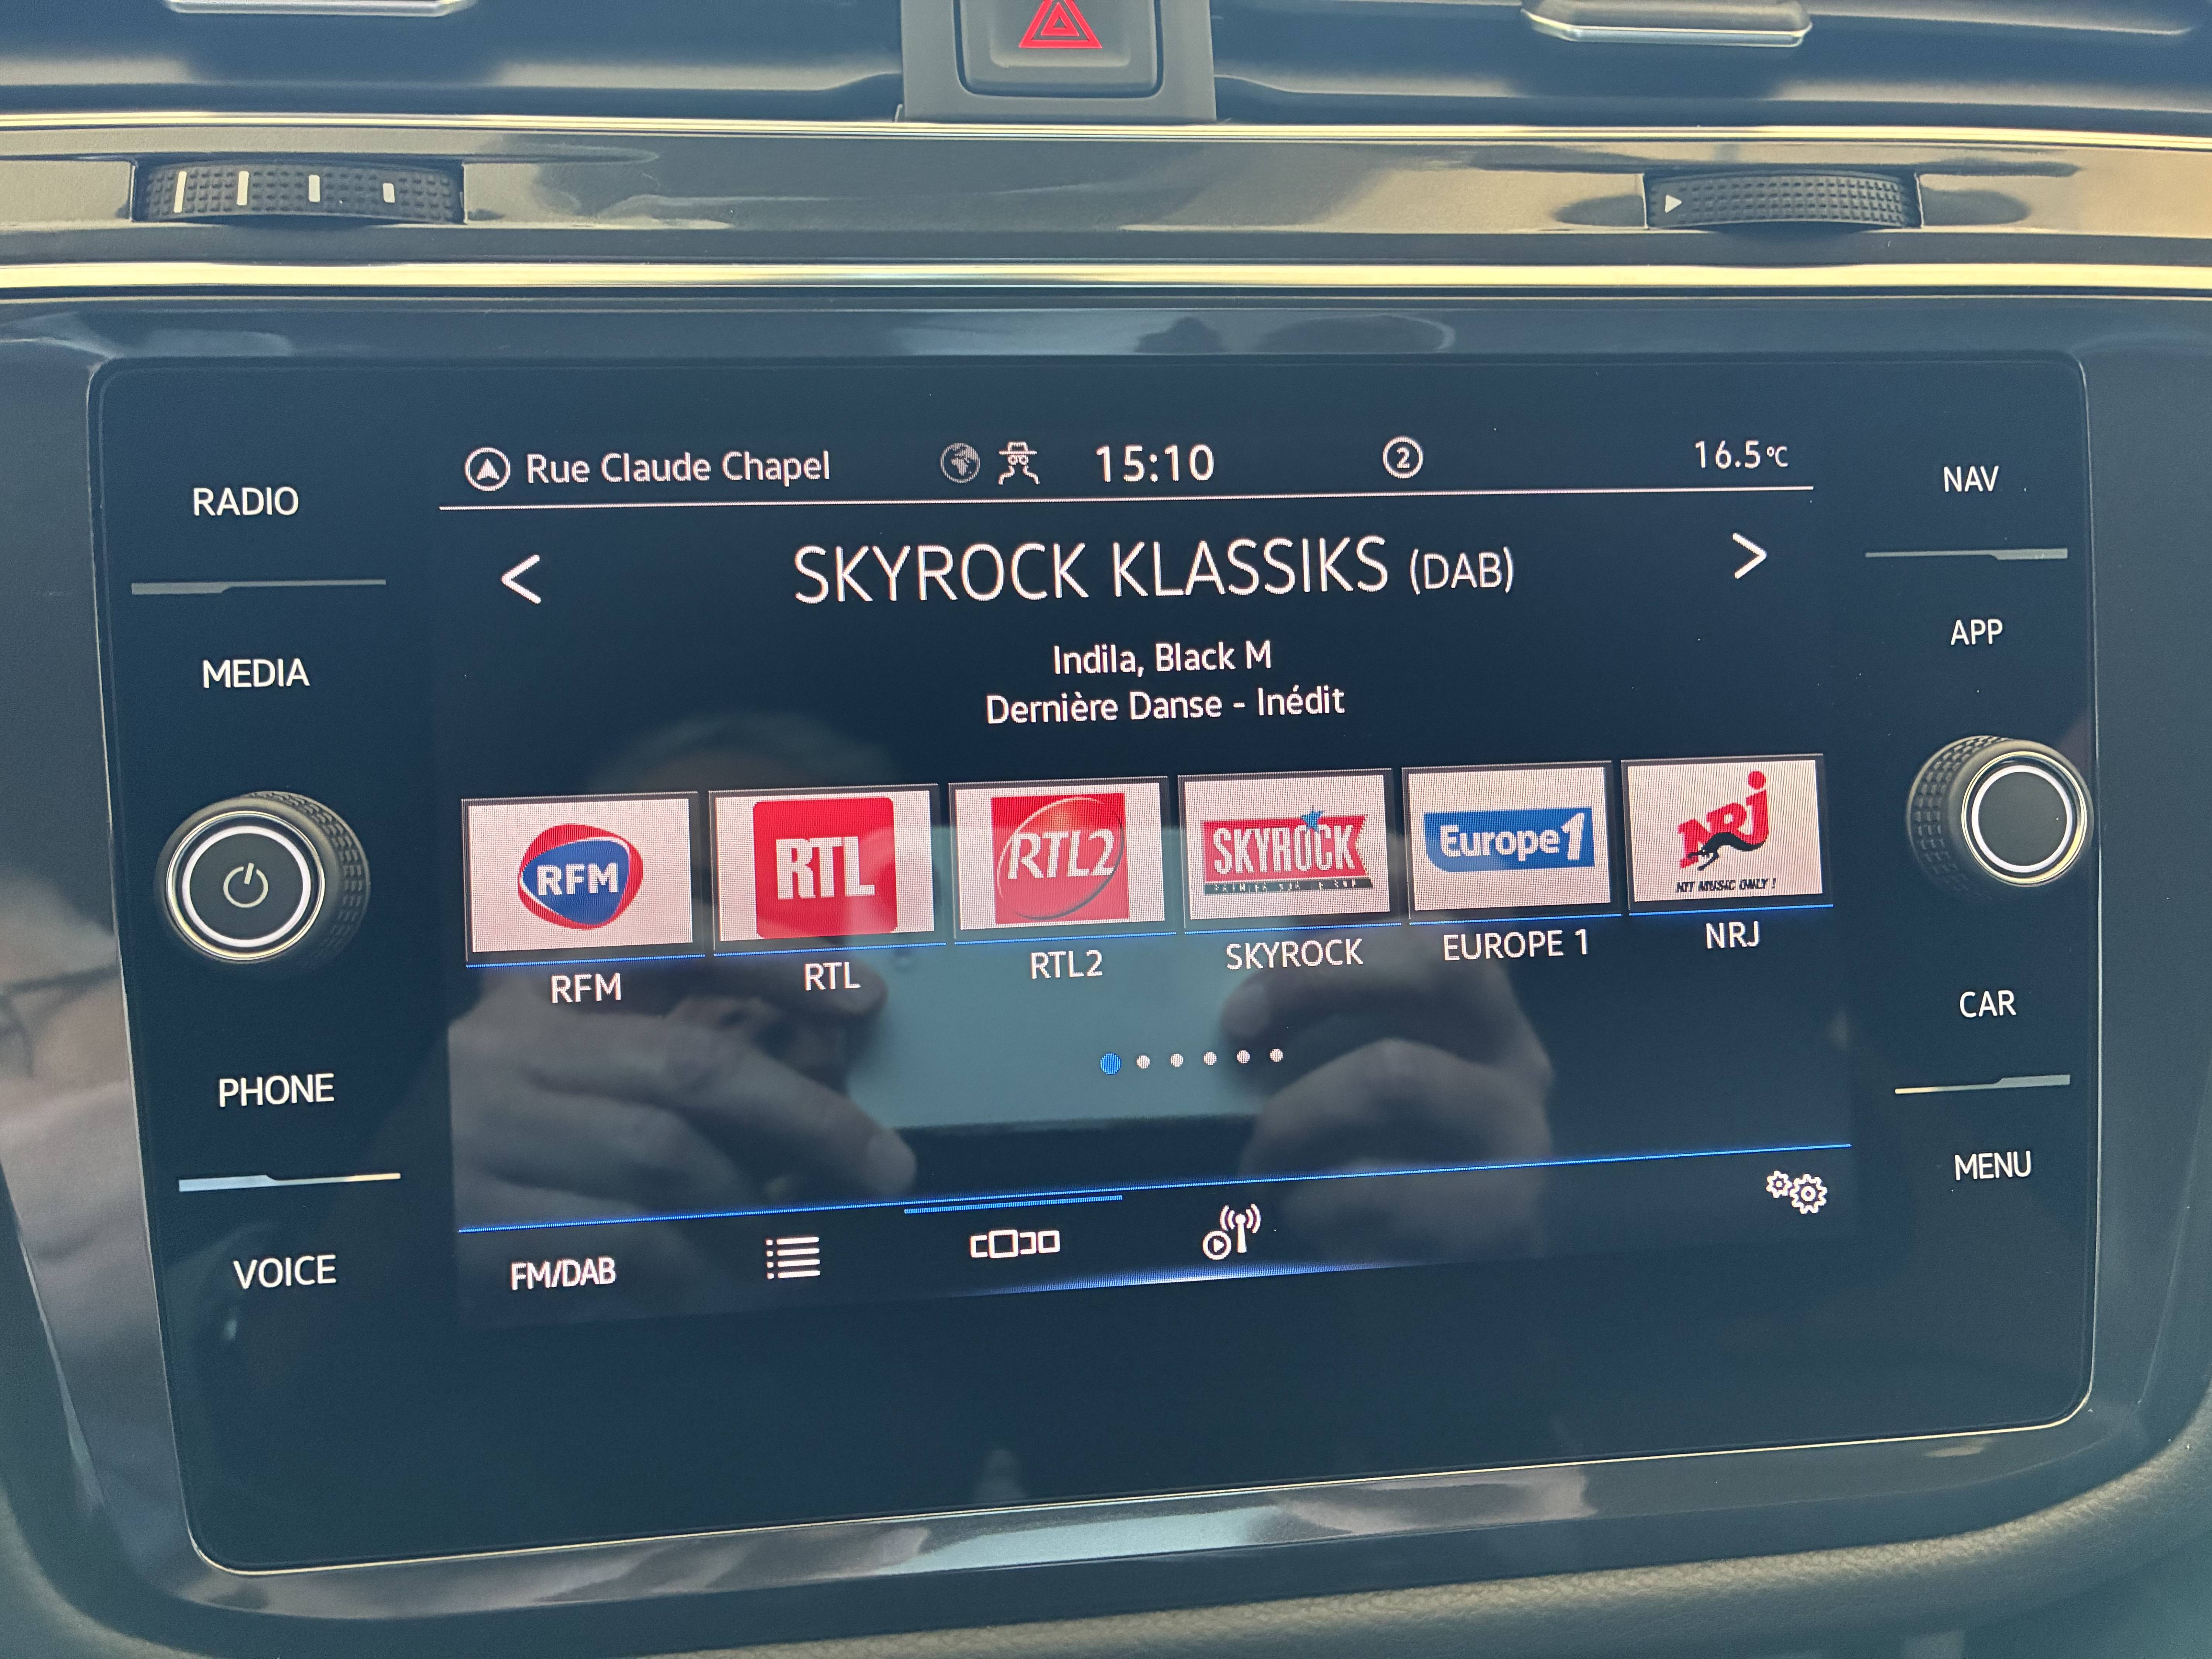 Rue Claude Chapel 15:10 2 16.5°C
RADIO
NAV
SKYROCK KLASSIKS (DAB)
MEDIA
APP
Indila, Black M
Dernière Danse - Inédit
RFM RTL RTL2 SKYROCK Europe1 NRJ
HIT MUSIC ONLY !
RFM RTL RTL2 SKYROCK EUROPE 1 NRJ
PHONE
CAR
VOICE
MENU
FM/DAB